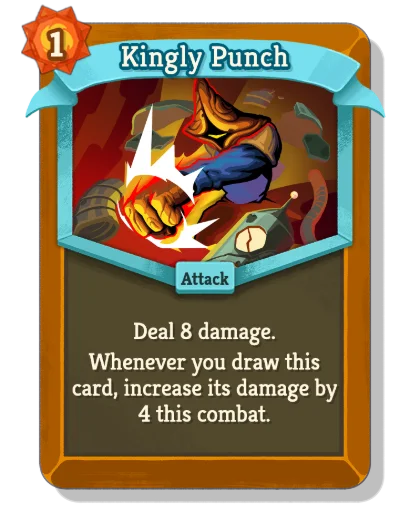 1
Kingly Punch
Attack
Deal 8 damage.
Whenever you draw this
card, increase its damage by
4 this combat.